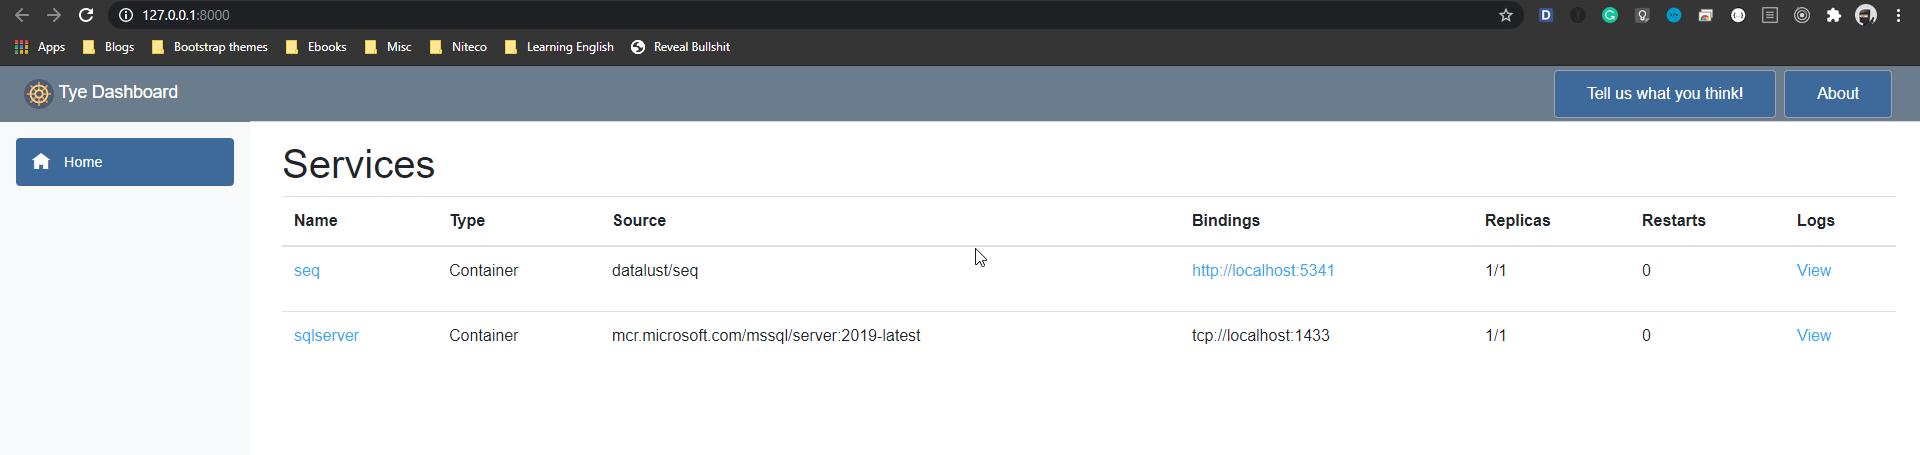 127.0.0.1:8000
Apps Blogs Bootstrap themes Ebooks Misc Niteco Learning English Reveal Bullshit
Tye Dashboard Tell us what you think! About
Home
Services
Name Type Source Bindings Replicas Restarts Logs
seq Container datalust/seq http://localhost:5341 1/1 0 View
sqlserver Container mcr.microsoft.com/mssql/server:2019-latest tcp://localhost:1433 1/1 0 View